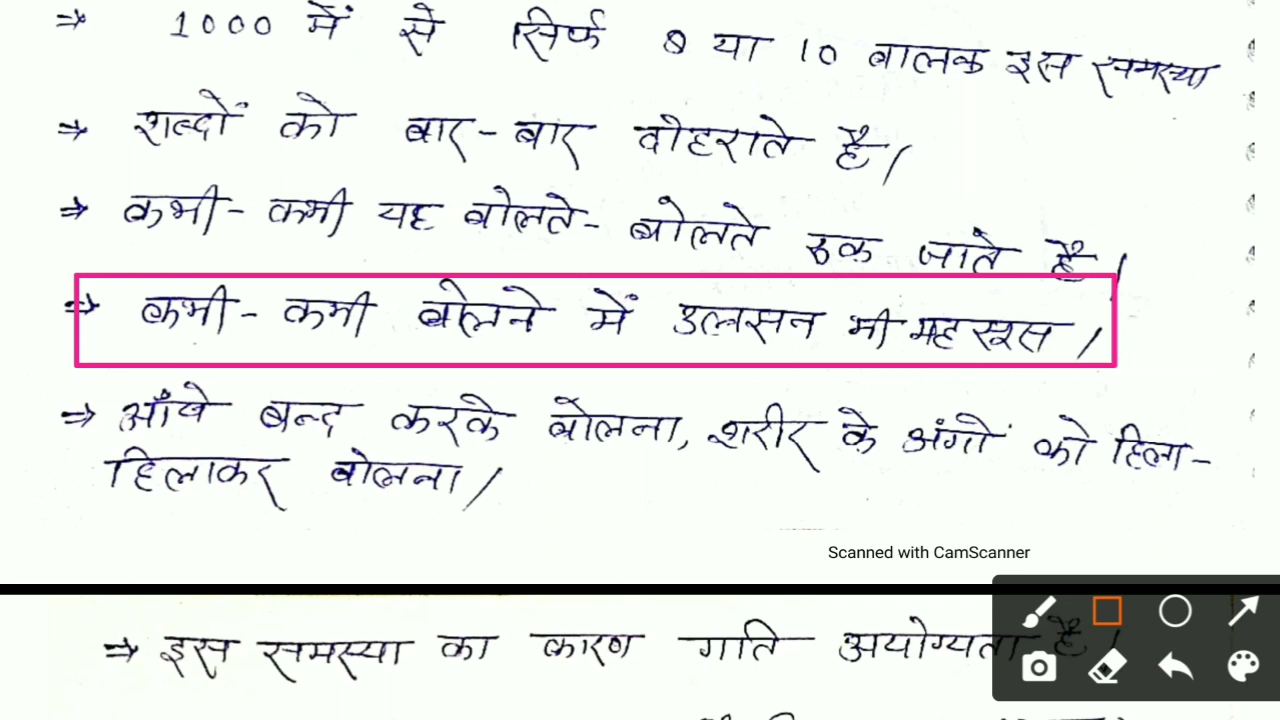 ⇒ 1000 में से सिर्फ 8 या 10 बालक इस समस्या
⇒ शब्दों को बार-बार दोहराते है।
⇒ कभी-कभी यह बोलते-बोलते रुक जाते है।
⇒ कभी-कभी बोलने में उलझन भी महसूस।
⇒ आँखे बन्द करके बोलना, शरीर के अंगों को हिला-
हिलाकर बोलना।
Scanned with CamScanner
⇒ इस समस्या का कारण गति अयोग्यता है।